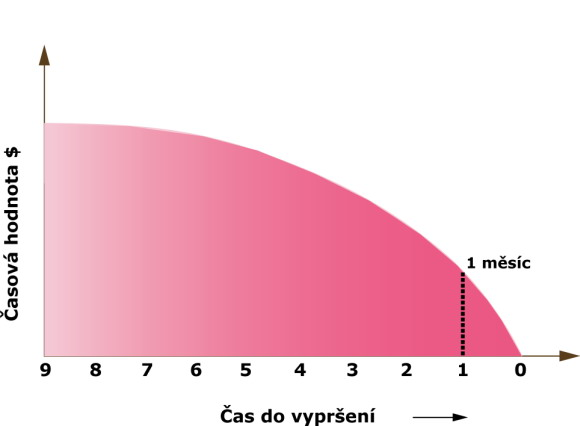 Časová hodnota $
1 měsíc
9 8 7 6 5 4 3 2 1 0
Čas do vypršení